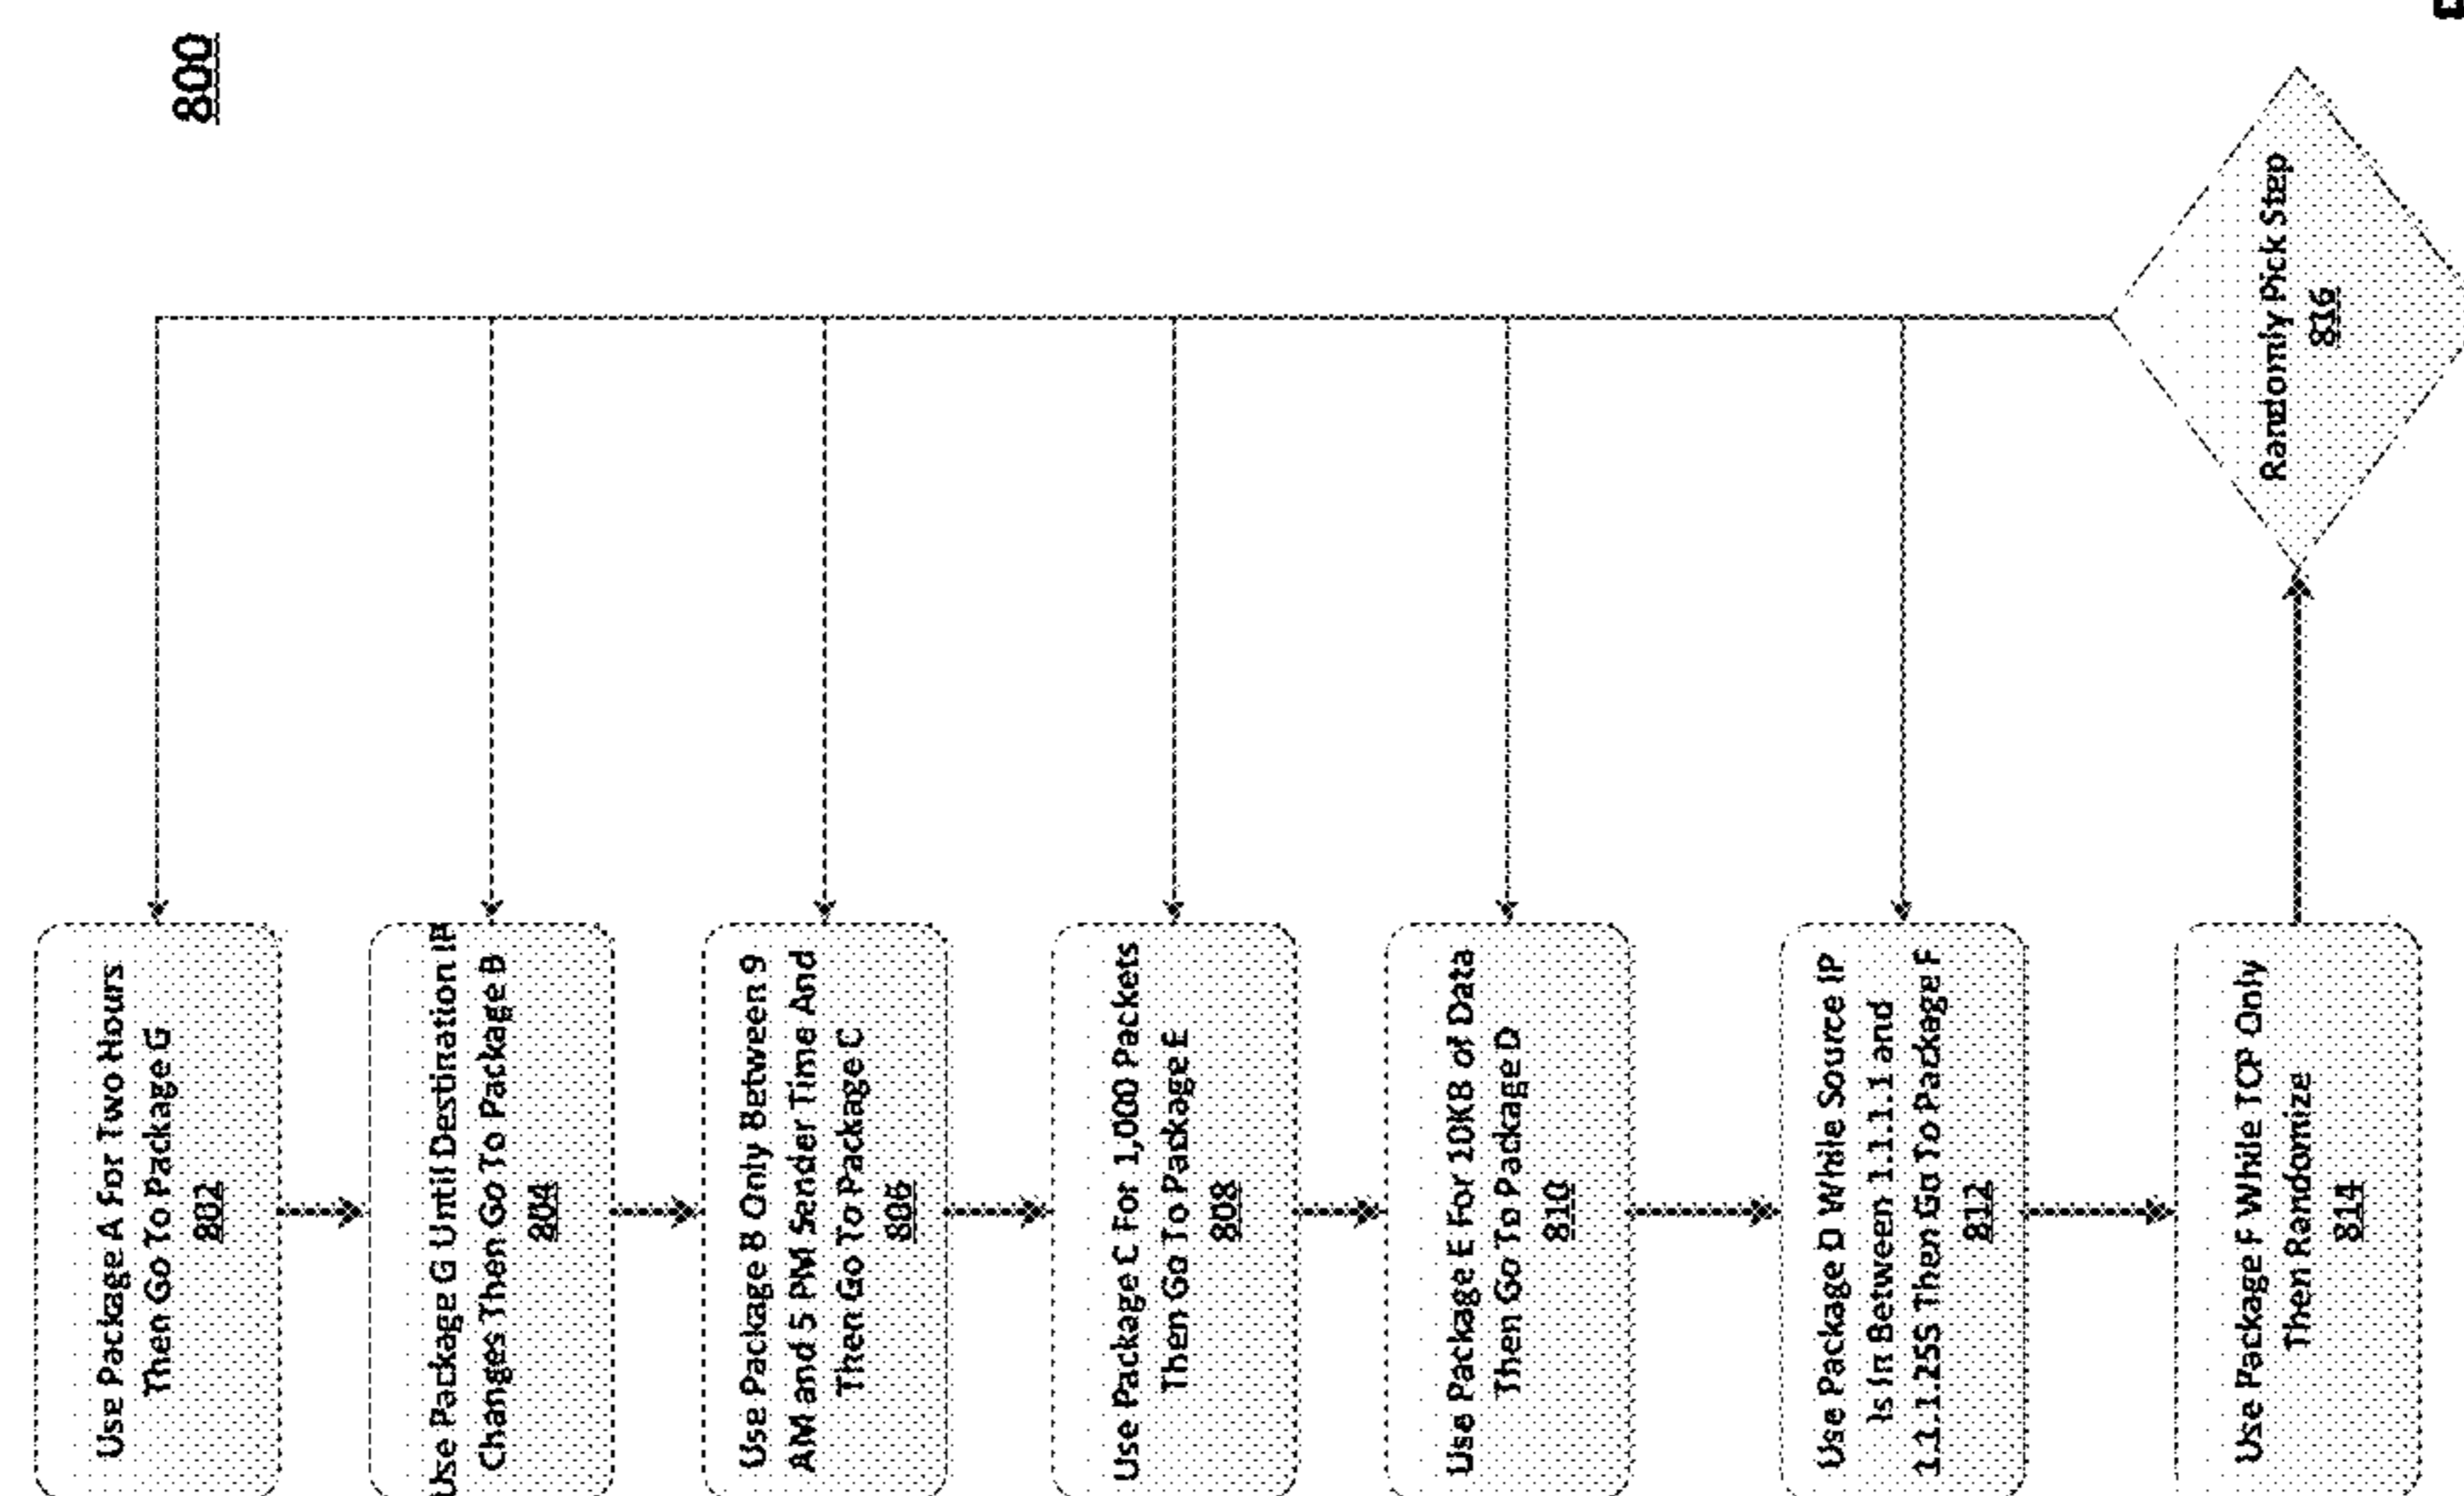 800
Use Package A For Two Hours
Then Go To Package G
802
Use Package G Until Destination IP
Changes Then Go To Package B
804
Use Package B Only Between 9
AM and 5 PM Sender Time And
Then Go To Package C
806
Use Package C For 1,000 Packets
Then Go To Package E
808
Use Package E For 10KB of Data
Then Go To Package D
810
Use Package D While Source IP
Is In Between 1.1.1.1 and
1.1.1.255 Then Go To Package F
812
Use Package F While TCP Only
Then Randomize
814
Randomly Pick Step
816